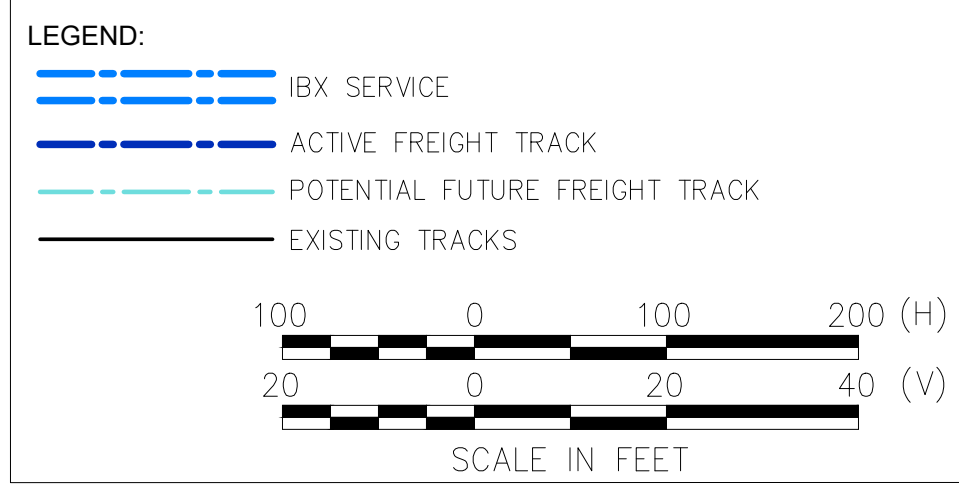 LEGEND:
IBX SERVICE
ACTIVE FREIGHT TRACK
POTENTIAL FUTURE FREIGHT TRACK
EXISTING TRACKS
100 0 100 200 (H)
20 0 20 40 (V)
SCALE IN FEET